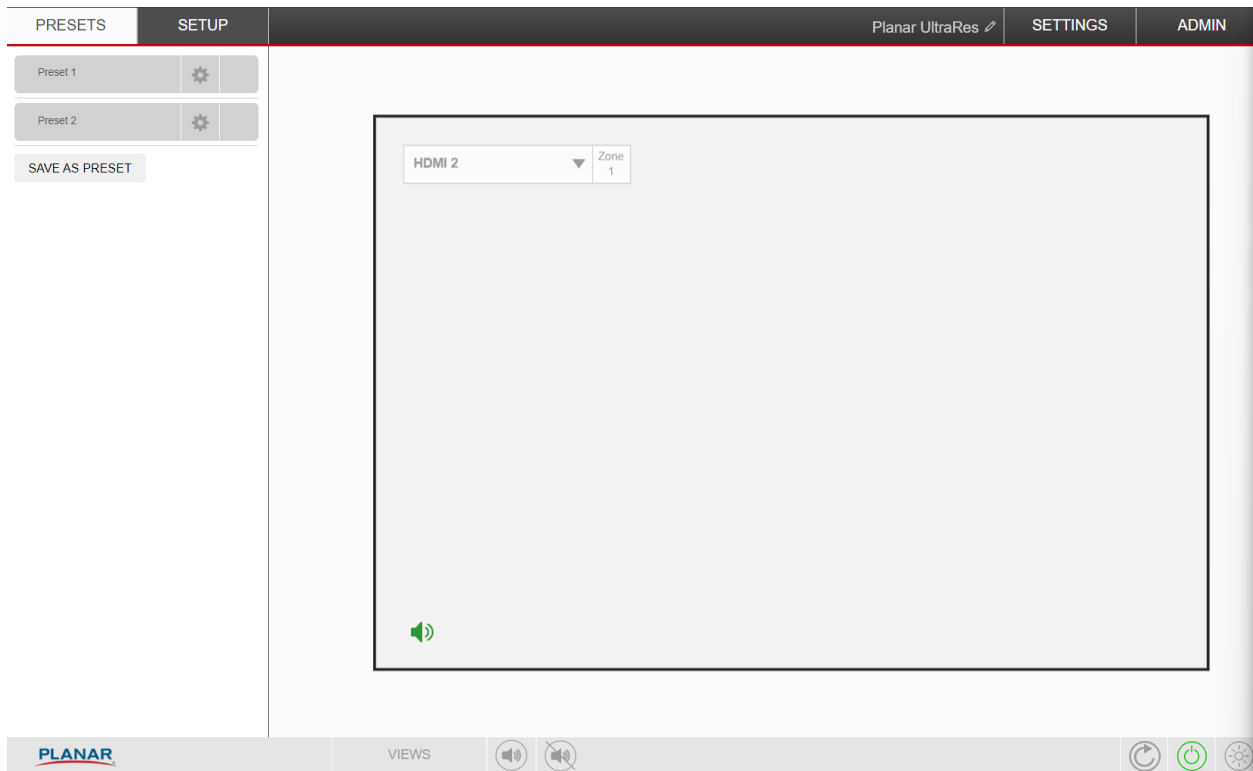 PRESETS
SETUP
Planar UltraRes
SETTINGS
ADMIN
Preset 1
Preset 2
SAVE AS PRESET
HDMI 2
Zone
1
PLANAR
VIEWS